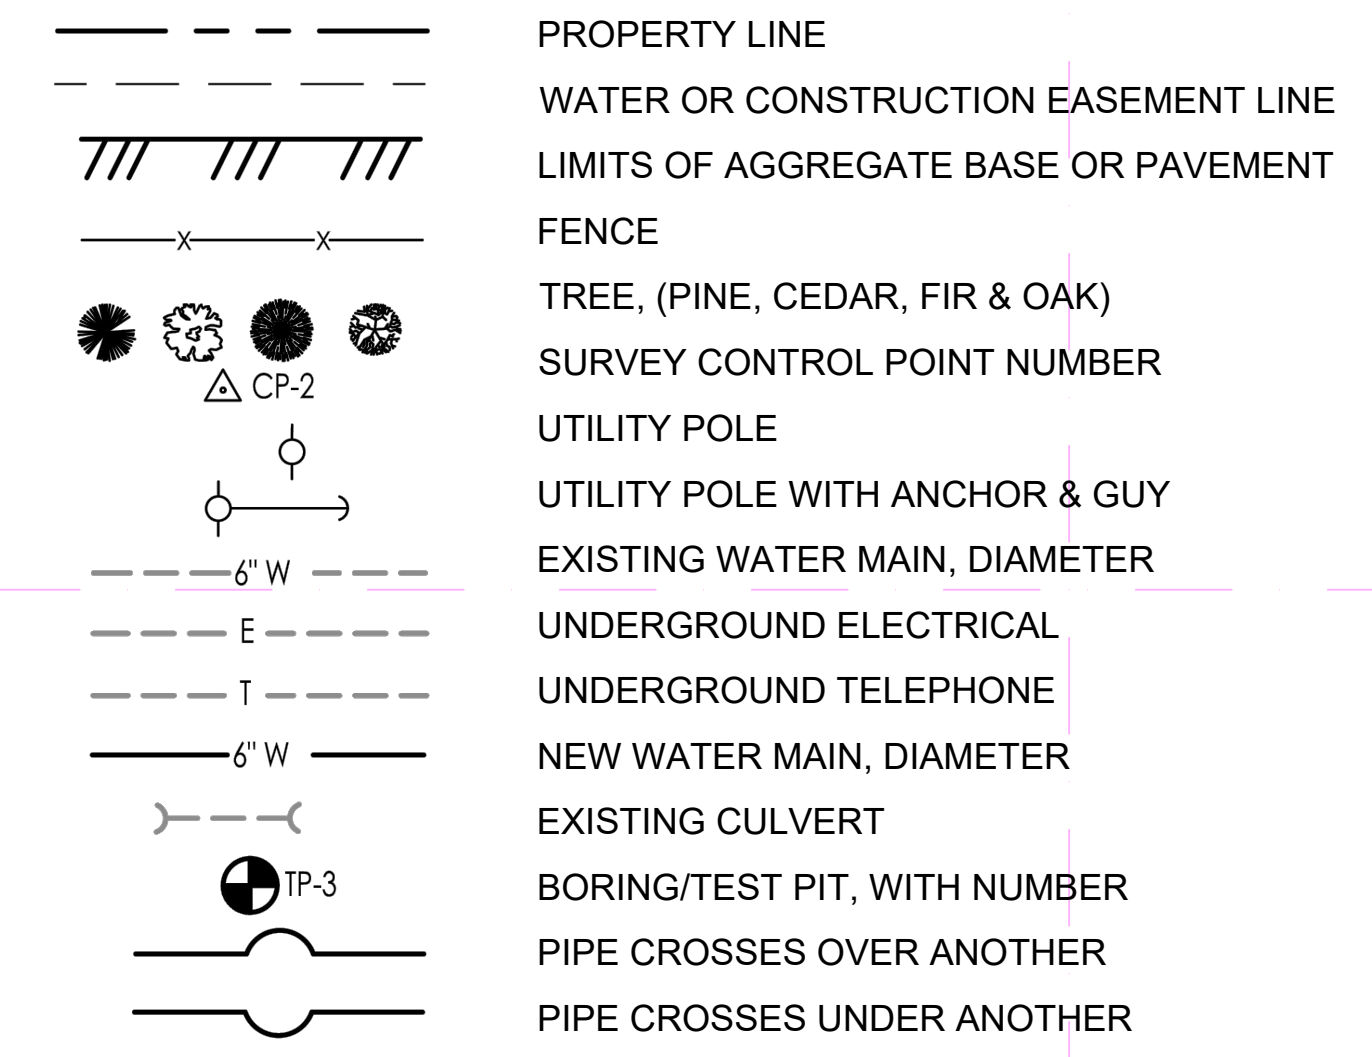 PROPERTY LINE
WATER OR CONSTRUCTION EASEMENT LINE
LIMITS OF AGGREGATE BASE OR PAVEMENT
X X FENCE
TREE, (PINE, CEDAR, FIR & OAK)
SURVEY CONTROL POINT NUMBER
CP-2
UTILITY POLE
UTILITY POLE WITH ANCHOR & GUY
6" W EXISTING WATER MAIN, DIAMETER
E UNDERGROUND ELECTRICAL
T UNDERGROUND TELEPHONE
6" W NEW WATER MAIN, DIAMETER
EXISTING CULVERT
TP-3 BORING/TEST PIT, WITH NUMBER
PIPE CROSSES OVER ANOTHER
PIPE CROSSES UNDER ANOTHER